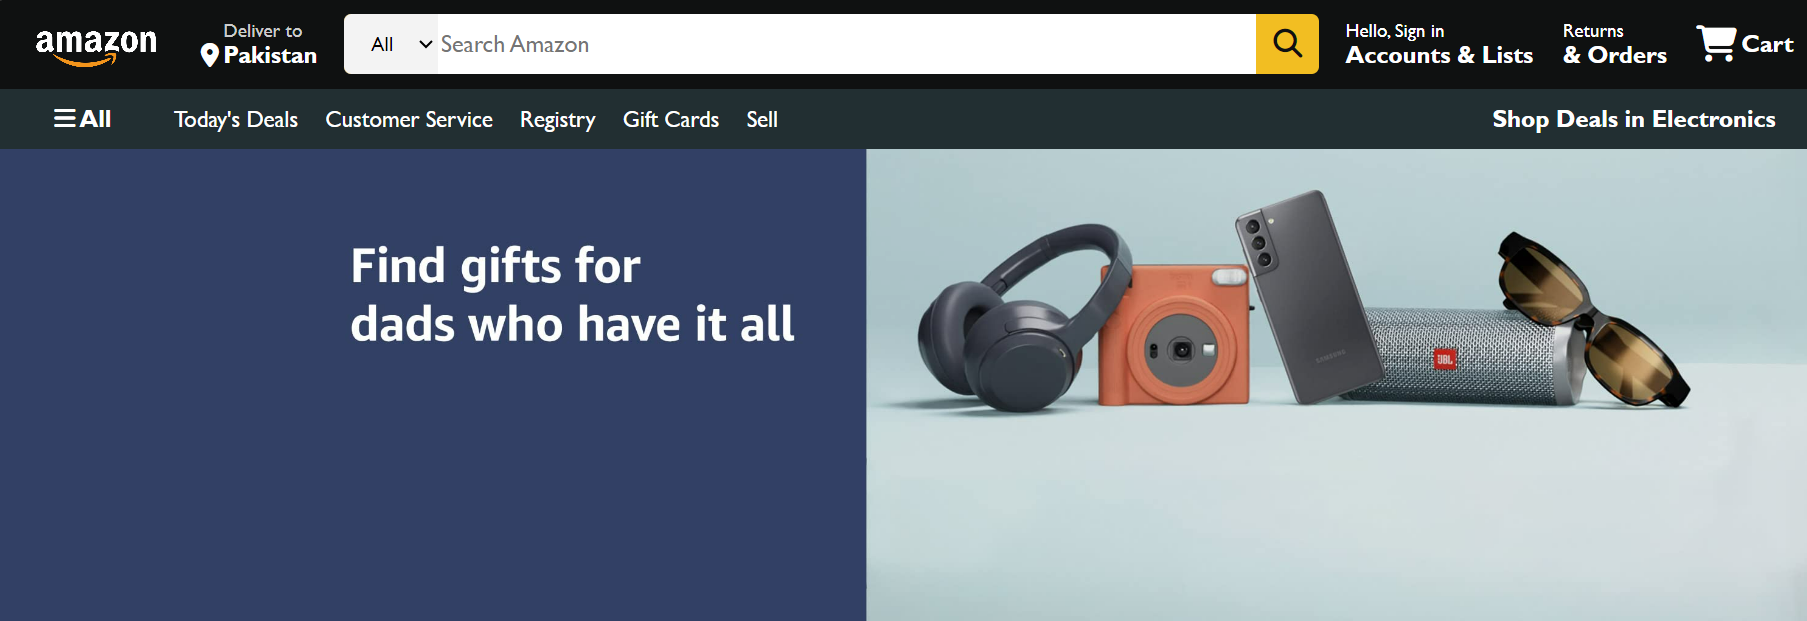 amazon
Deliver to
Pakistan
All
Search Amazon
Hello, Sign in
Accounts & Lists
Returns
& Orders
Cart
All
Today's Deals
Customer Service
Registry
Gift Cards
Sell
Shop Deals in Electronics
Find gifts for
dads who have it all
SAMSUNG
JBL